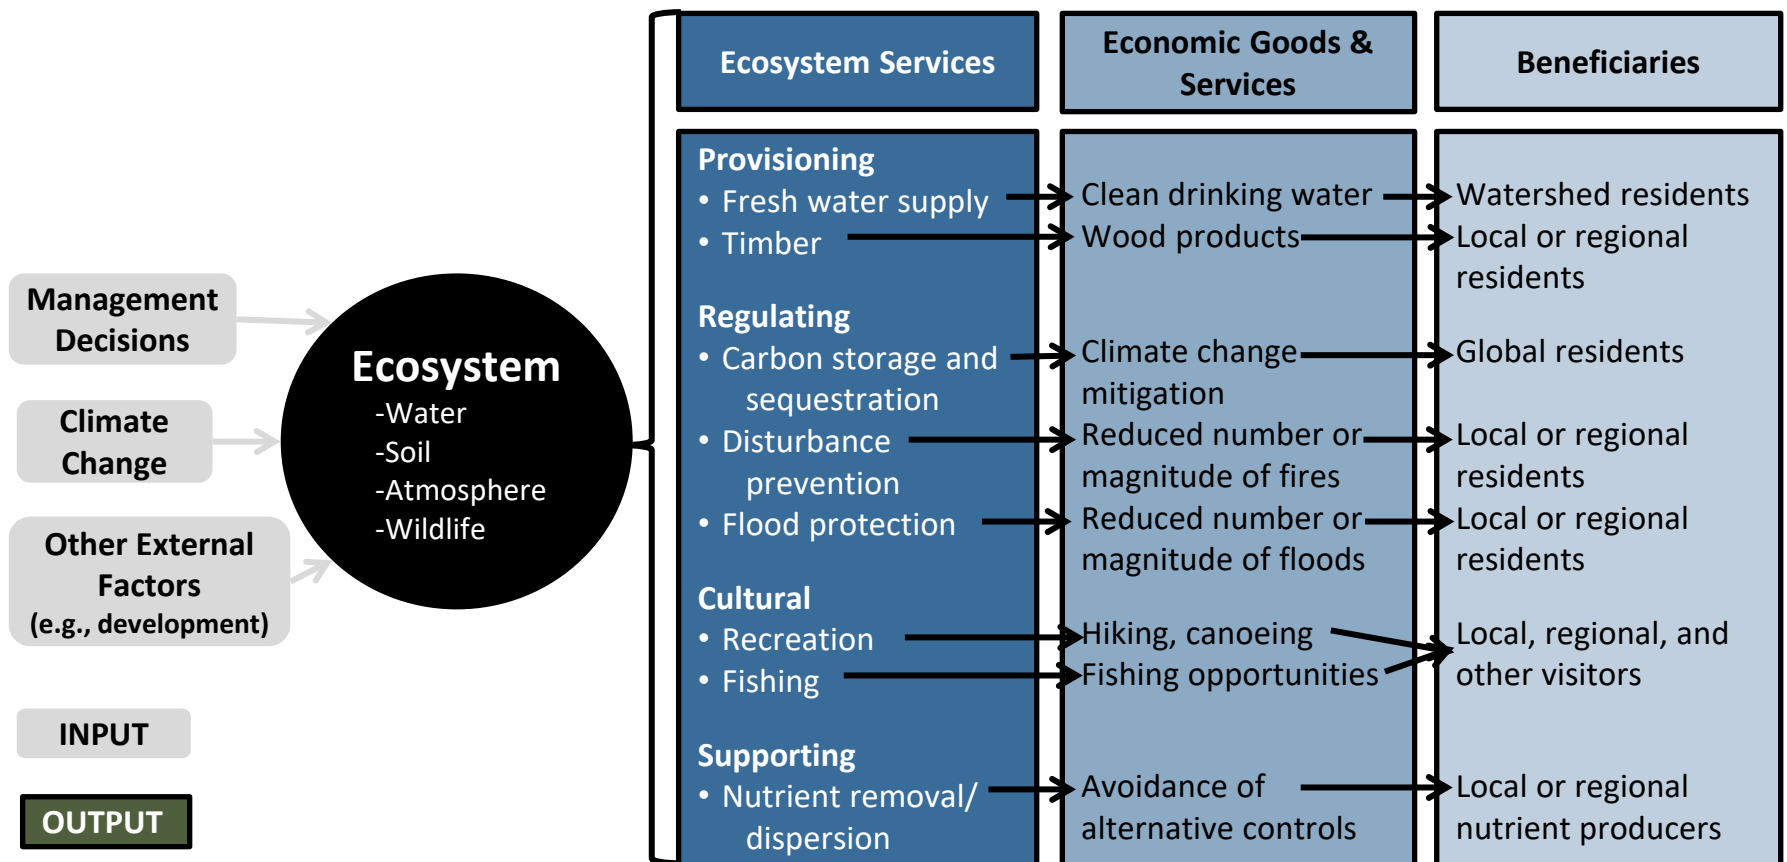 Ecosystem Services
Economic Goods &
Services
Beneficiaries
Management
Decisions
Climate
Change
Other External
Factors
(e.g., development)
INPUT
OUTPUT
Ecosystem
-Water
-Soil
-Atmosphere
-Wildlife
Provisioning
• Fresh water supply
• Timber
Regulating
• Carbon storage and
sequestration
• Disturbance
prevention
• Flood protection
Cultural
• Recreation
• Fishing
Supporting
• Nutrient removal/
dispersion
Clean drinking water
Wood products
Climate change
mitigation
Reduced number or
magnitude of fires
Reduced number or
magnitude of floods
Hiking, canoeing
Fishing opportunities
Avoidance of
alternative controls
Watershed residents
Local or regional
residents
Global residents
Local or regional
residents
Local or regional
residents
Local, regional, and
other visitors
Local or regional
nutrient producers